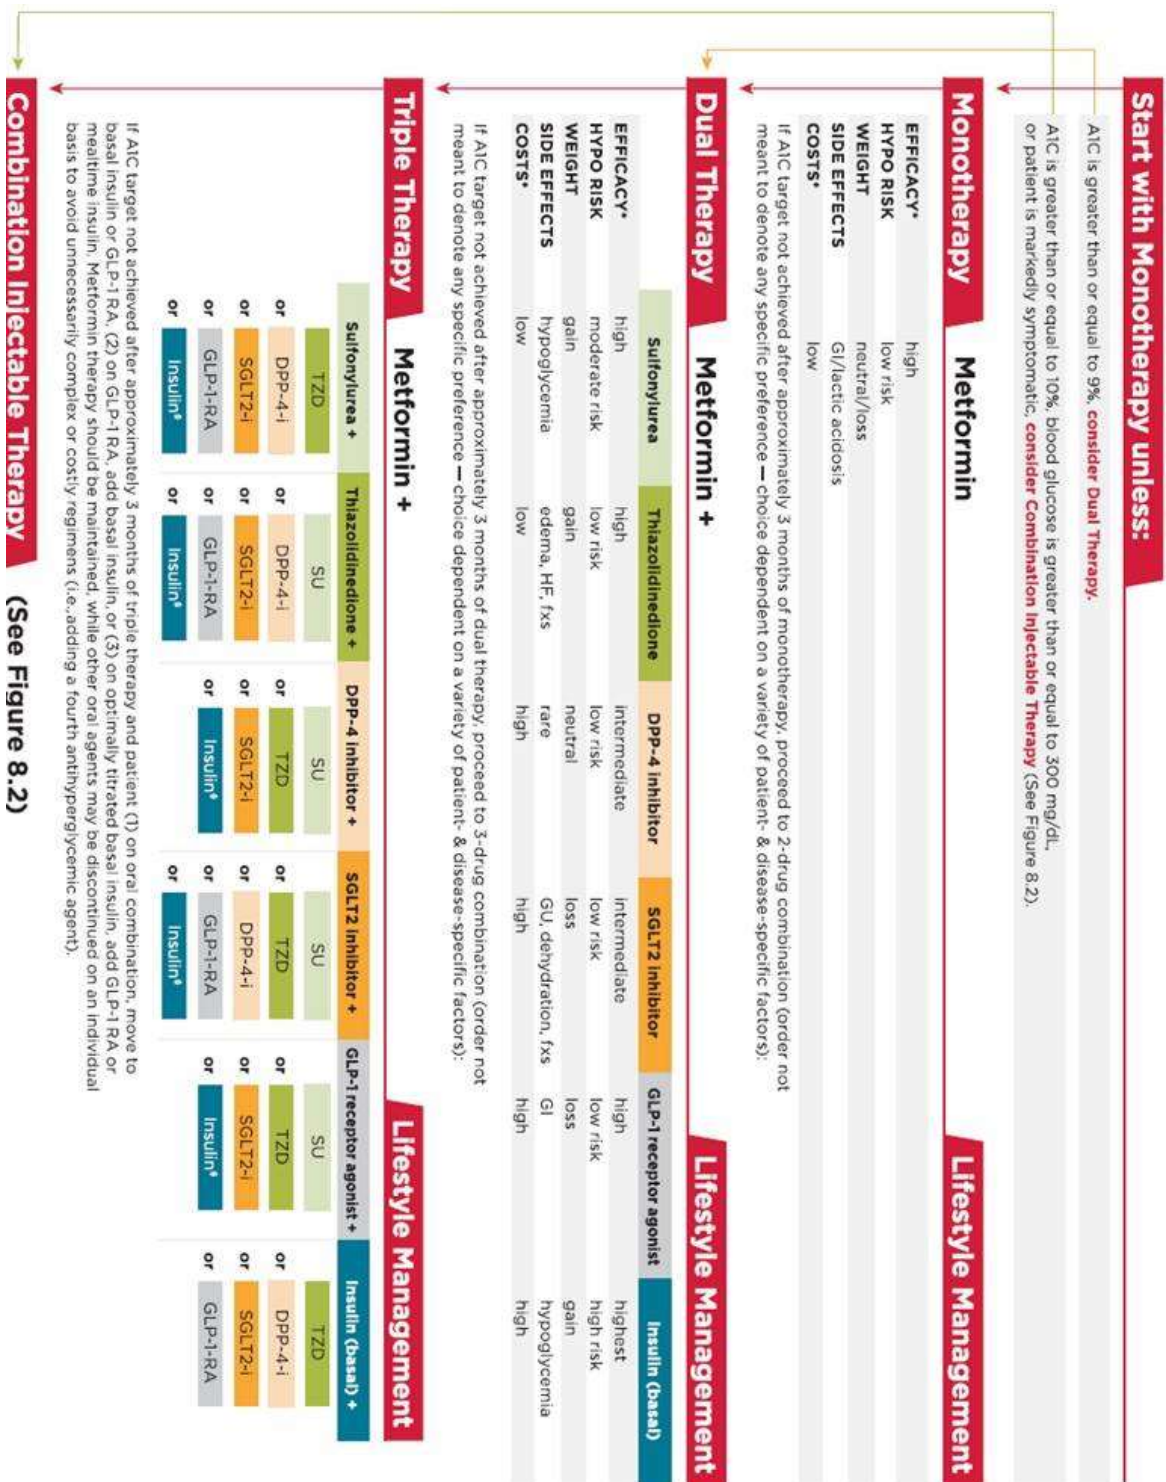 Start with Monotherapy unless:
A1C is greater than or equal to 9%, consider Dual Therapy.
A1C is greater than or equal to 10%, blood glucose is greater than or equal to 300 mg/dL,
or patient is markedly symptomatic, consider Combination Injectable Therapy (See Figure 8.2).
Monotherapy Metformin Lifestyle Management
EFFICACY* high
HYPO RISK low risk
WEIGHT neutral/loss
SIDE EFFECTS GI/lactic acidosis
COSTS* low
If A1C target not achieved after approximately 3 months of monotherapy, proceed to 2-drug combination (order not
meant to denote any specific preference — choice dependent on a variety of patient- & disease-specific factors):
Dual Therapy Metformin + Lifestyle Management
Sulfonylurea Thiazolidinedione DPP-4 inhibitor SGLT2 inhibitor GLP-1 receptor agonist Insulin (basal)
EFFICACY* high high intermediate intermediate high highest
HYPO RISK moderate risk low risk low risk low risk low risk high risk
WEIGHT gain gain neutral loss loss gain
SIDE EFFECTS hypoglycemia edema, HF, fxs rare GU, dehydration, fxs GI hypoglycemia
COSTS* low low high high high high
If A1C target not achieved after approximately 3 months of dual therapy, proceed to 3-drug combination (order not
meant to denote any specific preference — choice dependent on a variety of patient- & disease-specific factors):
Triple Therapy Metformin + Lifestyle Management
Sulfonylurea + Thiazolidinedione + DPP-4 inhibitor + SGLT2 inhibitor + GLP-1 receptor agonist + Insulin (basal) +
TZD SU SU SU SU TZD
or DPP-4-i or DPP-4-i or TZD or TZD or TZD or DPP-4-i
or SGLT2-i or SGLT2-i or SGLT2-i or DPP-4-i or SGLT2-i or SGLT2-i
or GLP-1-RA or GLP-1-RA or Insulin§ or GLP-1-RA or Insulin§ or GLP-1-RA
or Insulin§ or Insulin§ or Insulin§
If A1C target not achieved after approximately 3 months of triple therapy and patient (1) on oral combination, move to
basal insulin or GLP-1 RA, (2) on GLP-1 RA, add basal insulin, or (3) on optimally titrated basal insulin, add GLP-1 RA or
mealtime insulin. Metformin therapy should be maintained, while other oral agents may be discontinued on an individual
basis to avoid unnecessarily complex or costly regimens (i.e., adding a fourth antihyperglycemic agent).
Combination Injectable Therapy (See Figure 8.2)